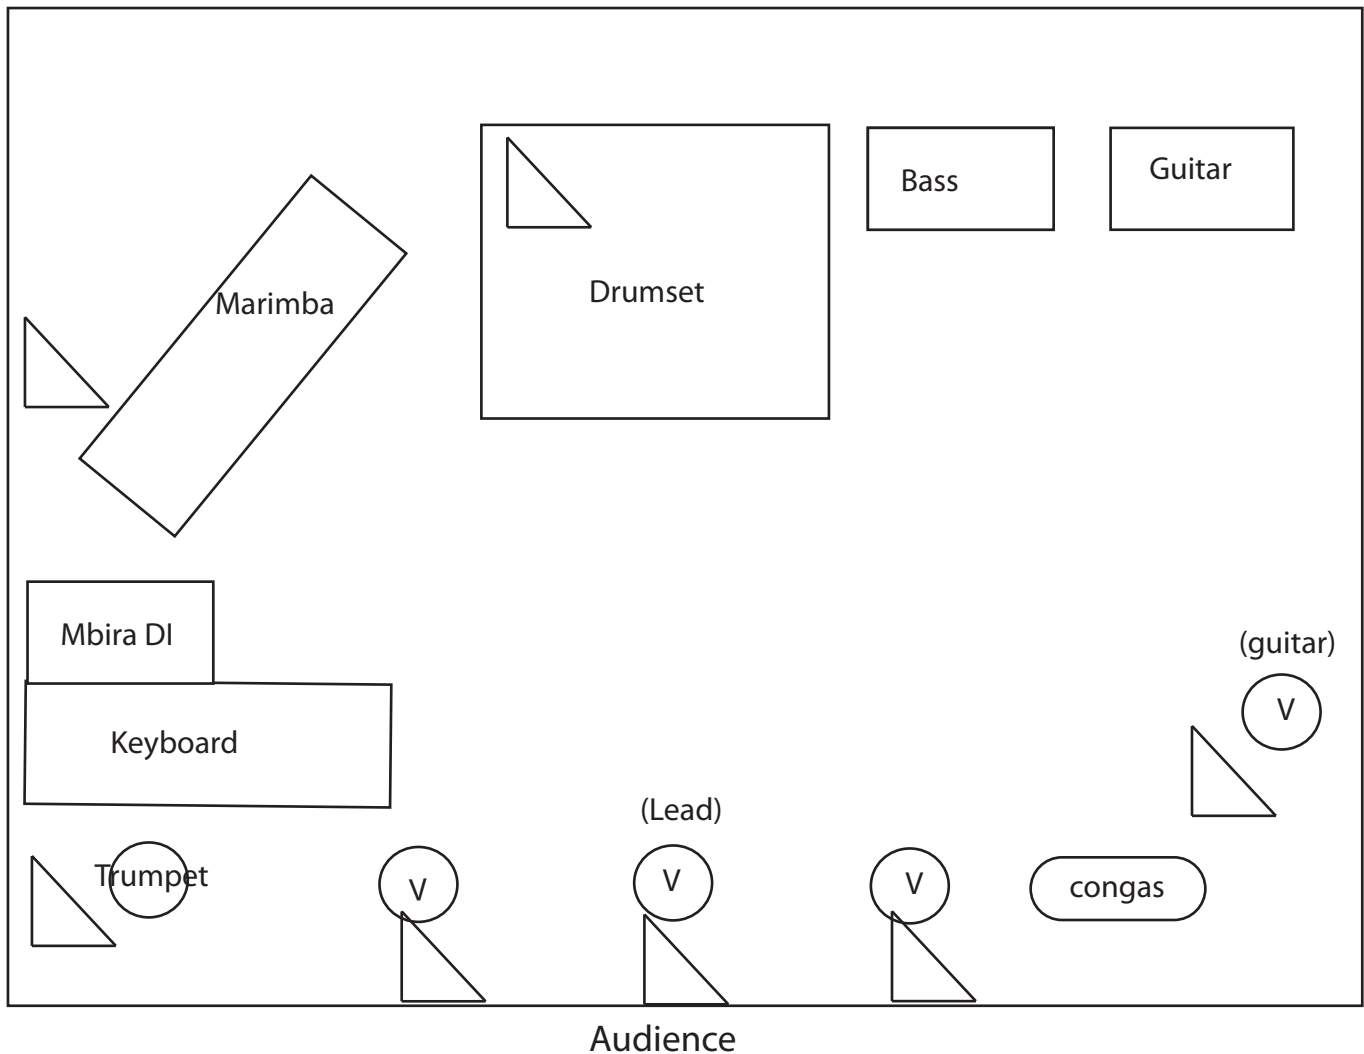 Guitar
Bass
Drumset
Marimba
Mbira DI
(guitar)
V
Keyboard
(Lead)
Trumpet
V
V
V
congas
Audience